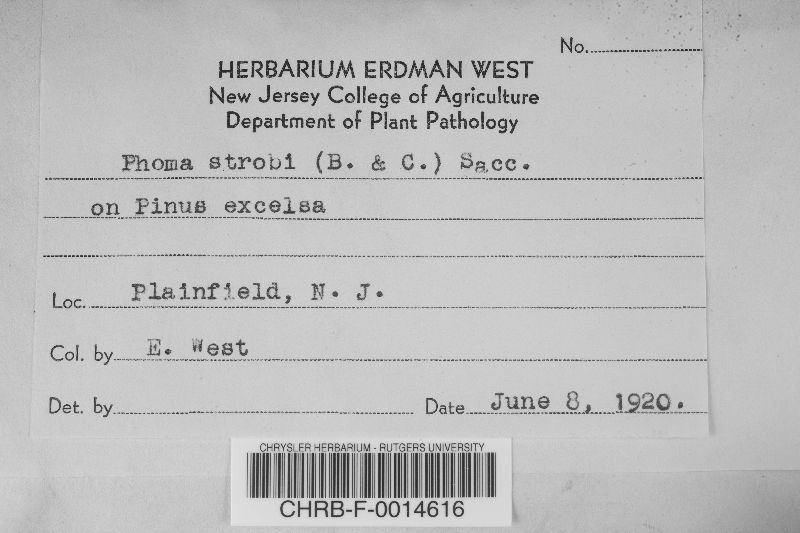 No.
HERBARIUM ERDMAN WEST
New Jersey College of Agriculture
Department of Plant Pathology
Phoma strobi (B. & C.) Sacc.
on Pinus excelsa
Loc. Plainfield, N. J.
Col. by E. West
Det. by Date June 8, 1920.
CHRYSLER HERBARIUM - RUTGERS UNIVERSITY
CHRB-F-0014616